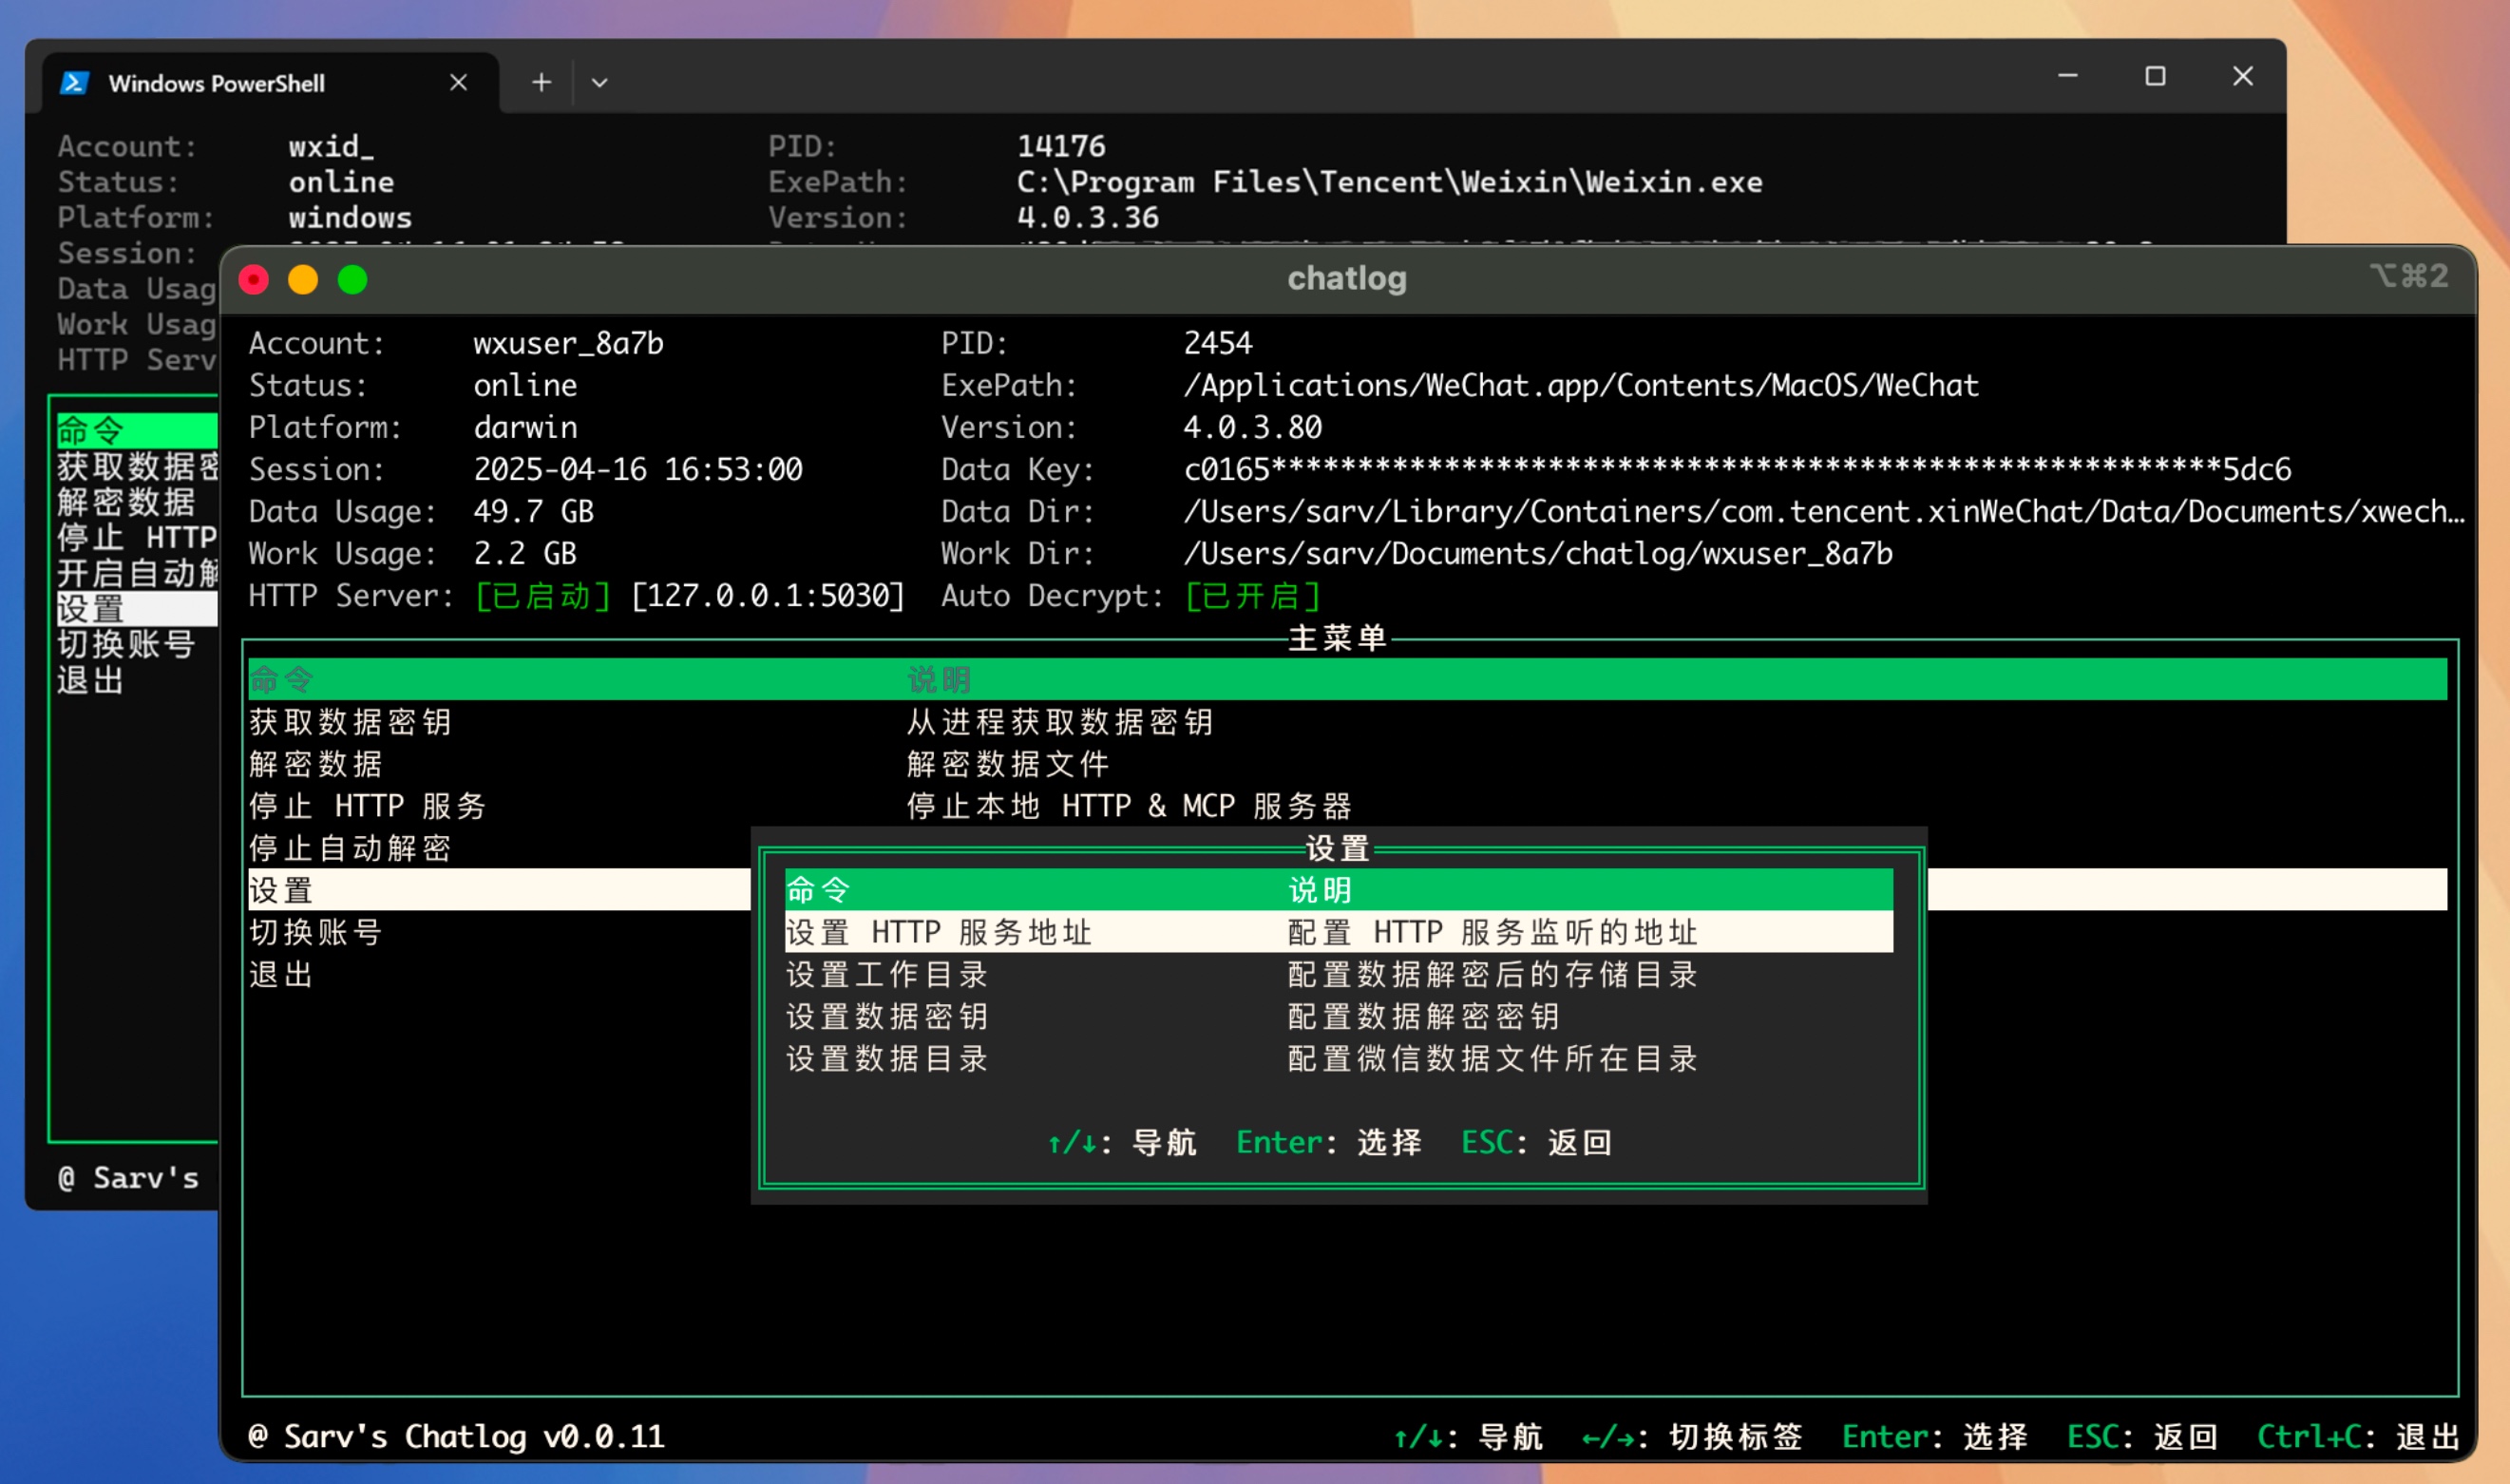 Windows PowerShell
Account: wxid_ PID: 14176
Status: online ExePath: C:\Program Files\Tencent\Weixin\Weixin.exe
Platform: windows Version: 4.0.3.36
Session:
Data Usag
Work Usag
HTTP Serv
命令
获取数据密
解密数据
停止 HTTP
开启自动解
设置
切换账号
退出
@ Sarv's
chatlog ⌥⌘2
Account: wxuser_8a7b PID: 2454
Status: online ExePath: /Applications/WeChat.app/Contents/MacOS/WeChat
Platform: darwin Version: 4.0.3.80
Session: 2025-04-16 16:53:00 Data Key: c0165*******************************************************5dc6
Data Usage: 49.7 GB Data Dir: /Users/sarv/Library/Containers/com.tencent.xinWeChat/Data/Documents/xwech…
Work Usage: 2.2 GB Work Dir: /Users/sarv/Documents/chatlog/wxuser_8a7b
HTTP Server: [已启动] [127.0.0.1:5030] Auto Decrypt: [已开启]
主菜单
命令 说明
获取数据密钥 从进程获取数据密钥
解密数据 解密数据文件
停止 HTTP 服务 停止本地 HTTP & MCP 服务器
停止自动解密
设置
切换账号
退出
设置
命令 说明
设置 HTTP 服务地址 配置 HTTP 服务监听的地址
设置工作目录 配置数据解密后的存储目录
设置数据密钥 配置数据解密密钥
设置数据目录 配置微信数据文件所在目录
↑/↓: 导航 Enter: 选择 ESC: 返回
@ Sarv's Chatlog v0.0.11 ↑/↓: 导航 ←/→: 切换标签 Enter: 选择 ESC: 返回 Ctrl+C: 退出